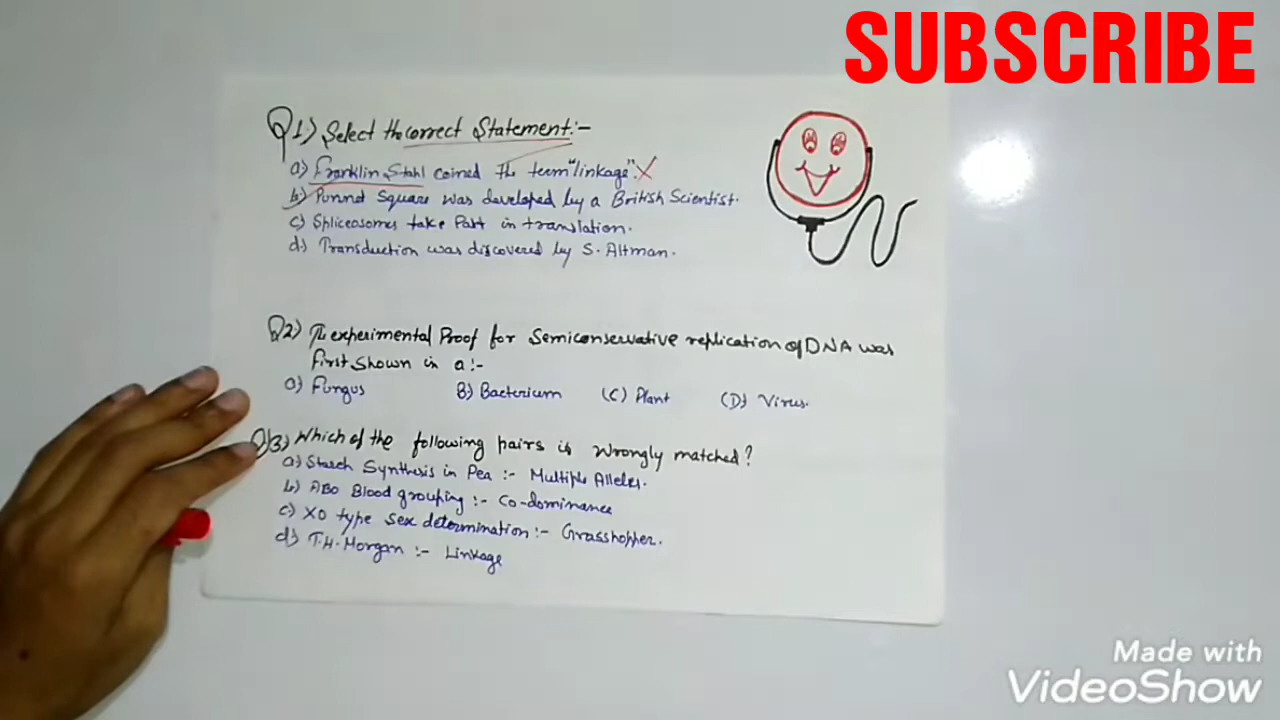 SUBSCRIBE
Q1) Select the correct Statement:-
a) Franklin Stahl coined the term "linkage". X
b) Punnet Square was developed by a British Scientist.
c) Spliceosomes take Part in translation.
d) Transduction was discovered by S. Altman.
Q2) The experimental Proof for Semiconservative replication of DNA was
first shown in a:-
a) Fungus B) Bacterium (C) Plant (D) Virus.
Q3) Which of the following pairs is wrongly matched?
a) Starch Synthesis in Pea :- Multiple Alleles.
b) ABO Blood grouping :- Co-dominance
c) XO type Sex determination :- Grasshopper.
d) T.H. Morgan :- Linkage
Made with
VideoShow